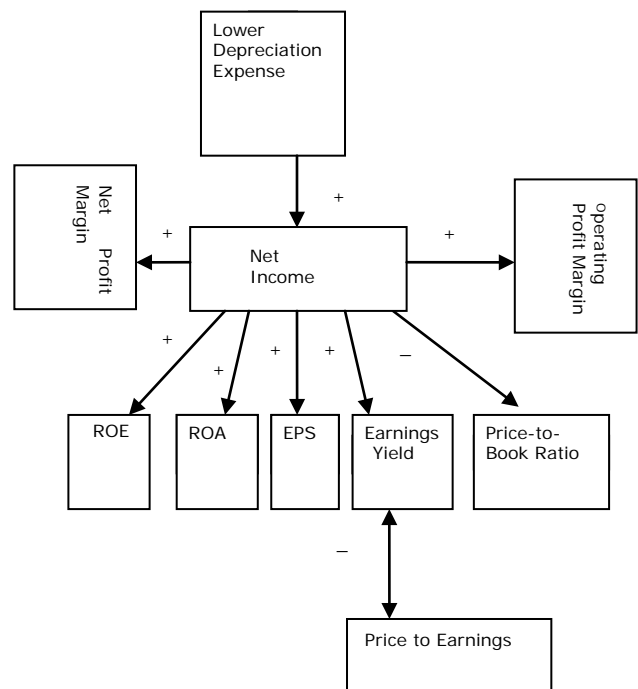 Lower
Depreciation
Expense
+
Net Profit
Margin
+
Net
Income
+
Operating
Profit Margin
+
+
+
+
–
ROE
ROA
EPS
Earnings
Yield
Price-to-
Book Ratio
–
Price to Earnings